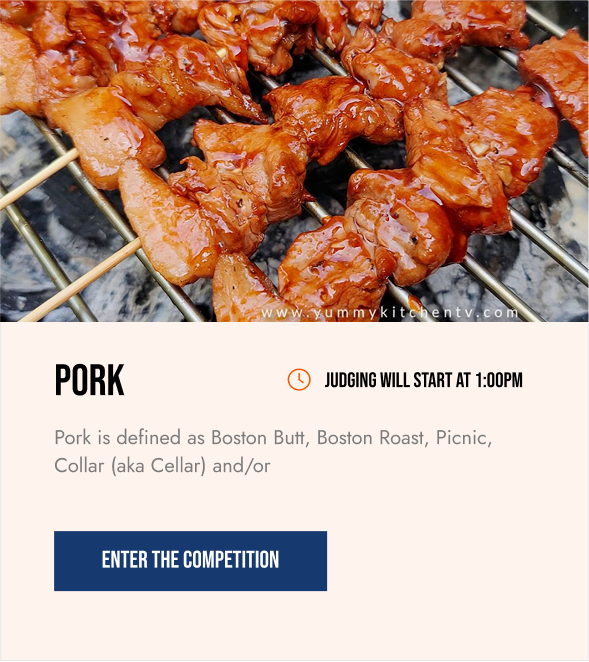 www.yummykitchentv.com
PORK
JUDGING WILL START AT 1:00PM
Pork is defined as Boston Butt, Boston Roast, Picnic,
Collar (aka Cellar) and/or
ENTER THE COMPETITION